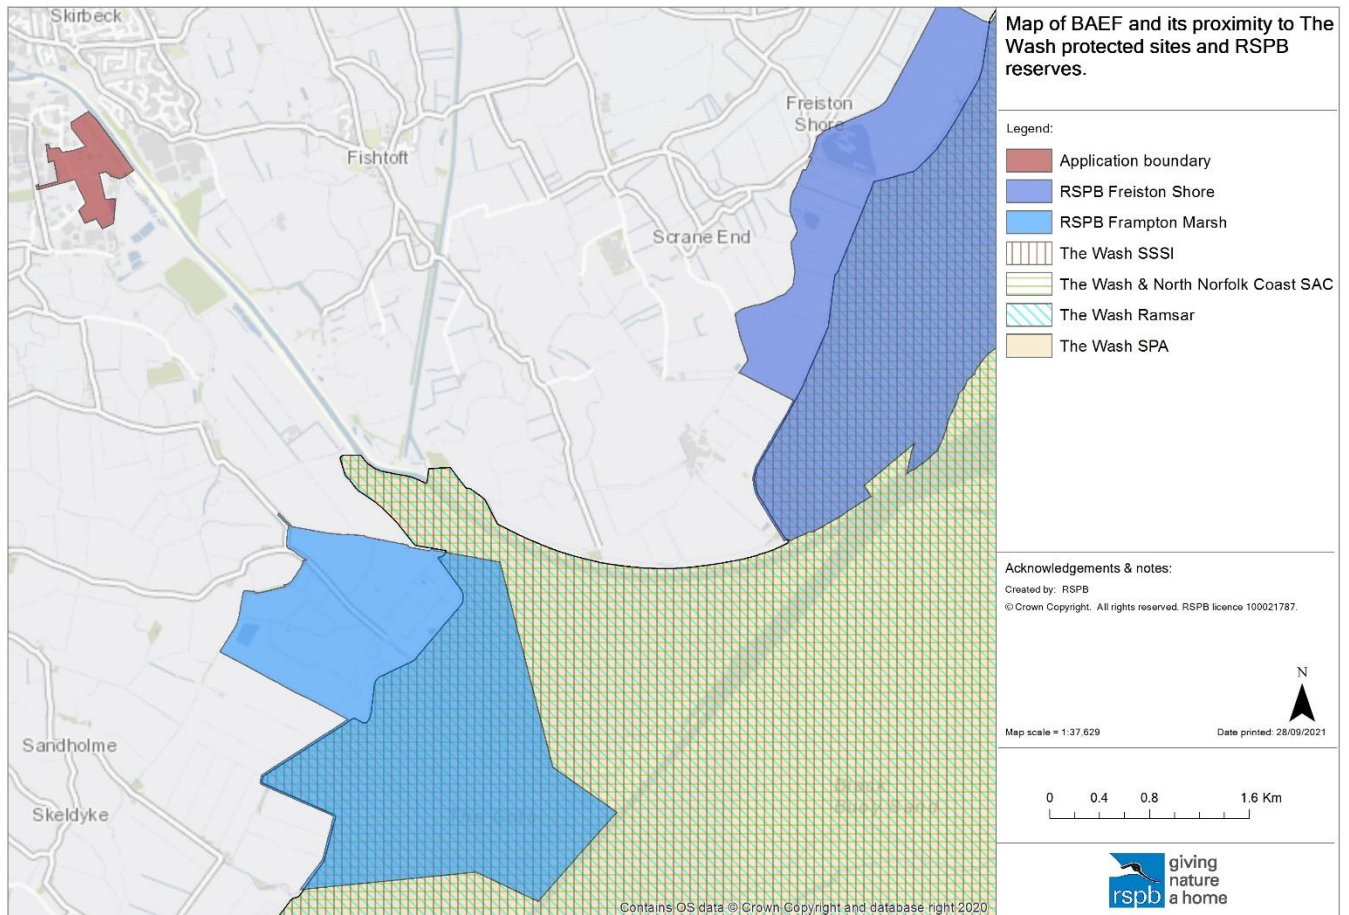 Skirbeck
Fishtoft
Freiston
Shore
Scrane End
Sandholme
Skeldyke
Contains OS data © Crown Copyright and database right 2020
Map of BAEF and its proximity to The
Wash protected sites and RSPB
reserves.
Legend:
Application boundary
RSPB Freiston Shore
RSPB Frampton Marsh
The Wash SSSI
The Wash & North Norfolk Coast SAC
The Wash Ramsar
The Wash SPA
Acknowledgements & notes:
Created by: RSPB
© Crown Copyright. All rights reserved. RSPB licence 100021787.
N
Map scale = 1:37,629
Date printed: 28/09/2021
0 0.4 0.8 1.6 Km
rspb
giving
nature
a home